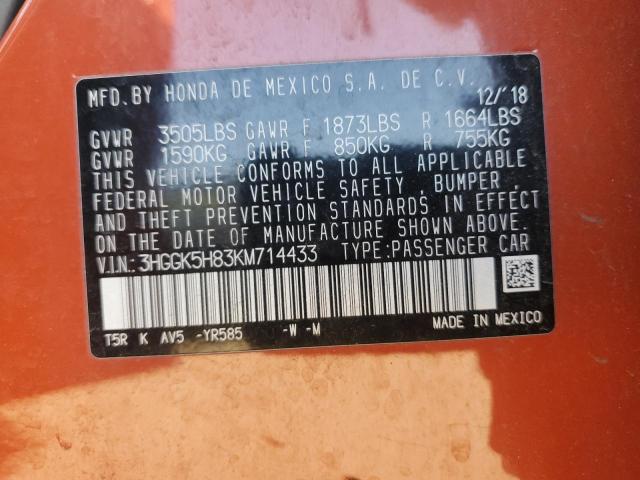 MFD.BY HONDA DE MEXICO S.A. DE C.V.
12/'18
GVWR 3505LBS GAWR F 1873LBS R 1664LBS
GVWR 1590KG GAWR F 850KG R 755KG
THIS VEHICLE CONFORMS TO ALL APPLICABLE
FEDERAL MOTOR VEHICLE SAFETY, BUMPER,
AND THEFT PREVENTION STANDARDS IN EFFECT
ON THE DATE OF MANUFACTURE SHOWN ABOVE.
V.I.N.: 3HGGK5H83KM714433 TYPE:PASSENGER CAR
T5R K AV5 -YR585 -W -M
MADE IN MEXICO